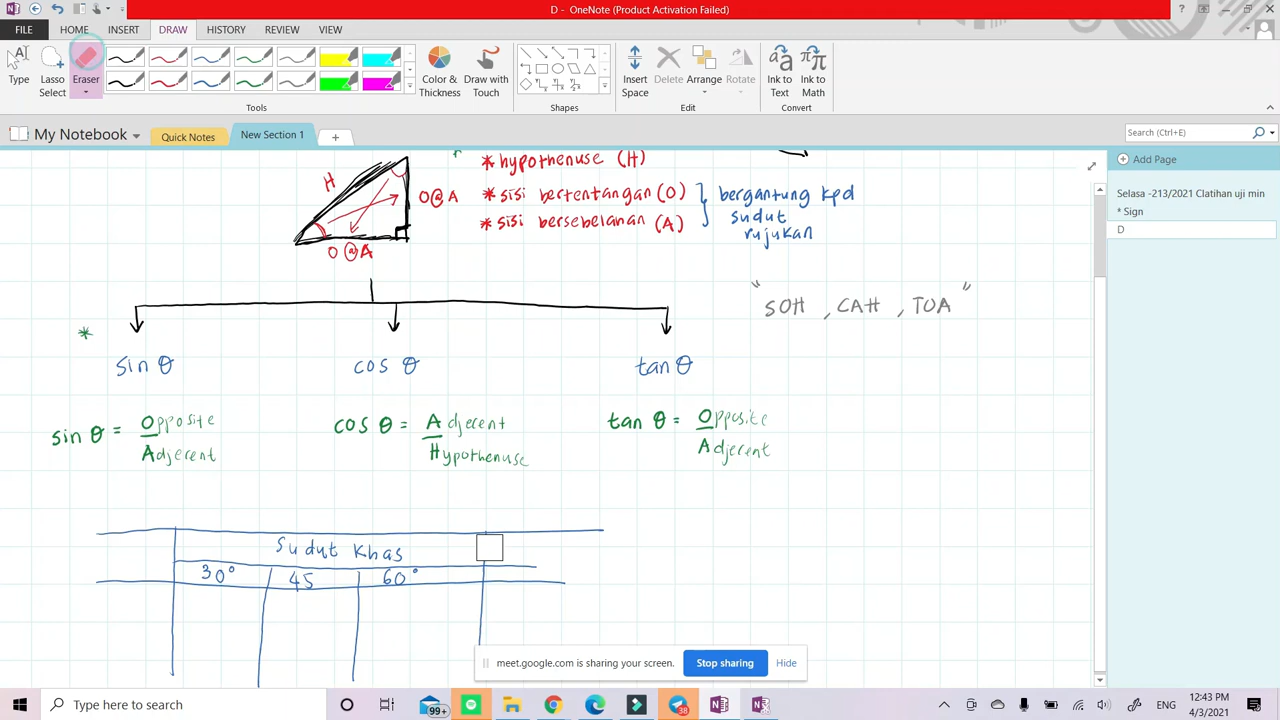 D - OneNote (Product Activation Failed)
FILE HOME INSERT DRAW HISTORY REVIEW VIEW
Type Lasso Select Eraser Color & Thickness Draw with Touch Insert Space Delete Arrange Rotate Ink to Text Ink to Math
Tools Shapes Edit Convert
My Notebook Quick Notes New Section 1 + Search (Ctrl+E)
Add Page
Selasa -213/2021 Clatihan uji min
* Sign
D
* hypothenuse (H)
* sisi bertentangan (O)
* sisi bersebelanan (A)
bergantung kpd
sudut
rujukan
H
O@A
O@A
"SOH , CAH , TOA"
*
sin θ cos θ tan θ
sin θ = Opposite
Adjecent
cos θ = Adjecent
Hypothenuse
tan θ = Opposite
Adjecent
Sudut Khas
30° 45 60°
meet.google.com is sharing your screen. Stop sharing Hide
Type here to search
99+
38
ENG
12:43 PM
4/3/2021